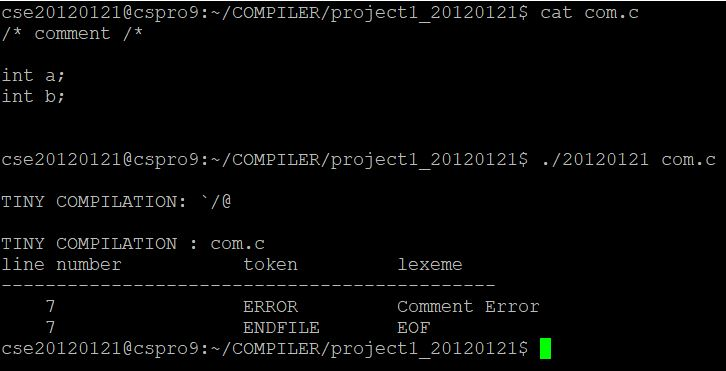 cse20120121@cspro9:~/COMPILER/project1_20120121$ cat com.c
/* comment /*
int a;
int b;
cse20120121@cspro9:~/COMPILER/project1_20120121$ ./20120121 com.c
TINY COMPILATION: `/@
TINY COMPILATION : com.c
line number token lexeme
----------------------------------------------
7 ERROR Comment Error
7 ENDFILE EOF
cse20120121@cspro9:~/COMPILER/project1_20120121$